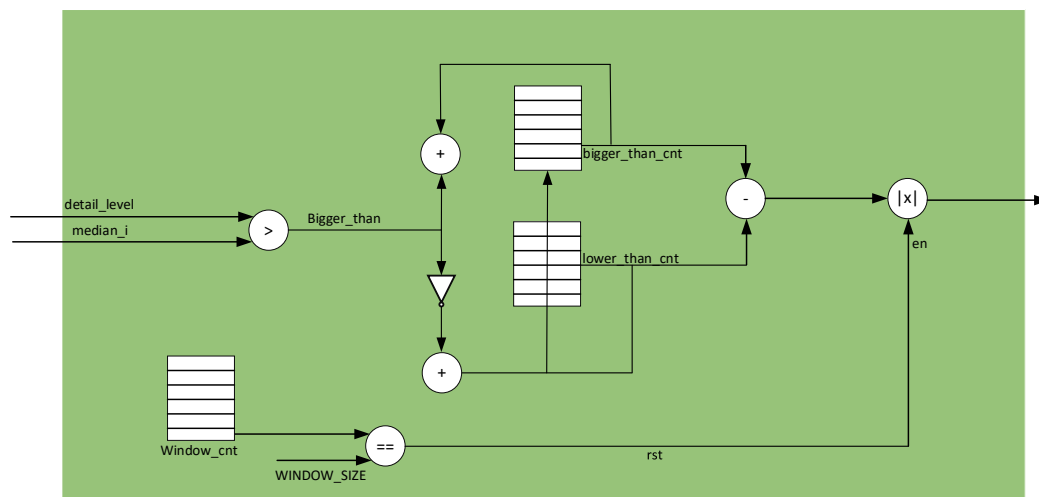 +
bigger_than_cnt
detail_level
median_i
>
Bigger_than
-
|x|
en
lower_than_cnt
+
Window_cnt
==
WINDOW_SIZE
rst